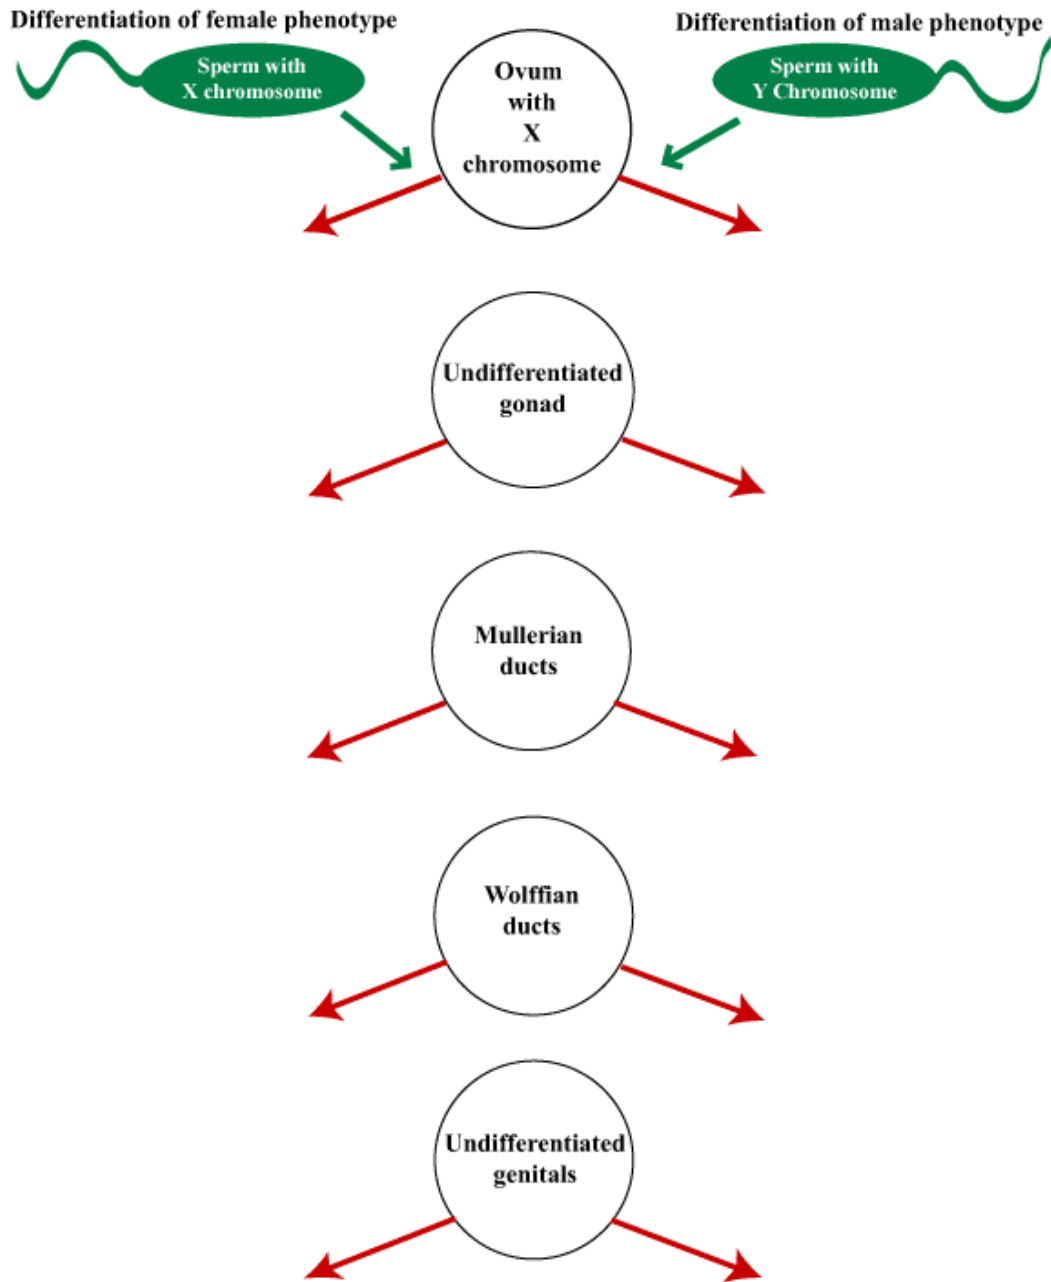 Differentiation of female phenotype
Differentiation of male phenotype
Sperm with
X chromosome
Ovum
with
X
chromosome
Sperm with
Y Chromosome
Undifferentiated
gonad
Mullerian
ducts
Wolffian
ducts
Undifferentiated
genitals